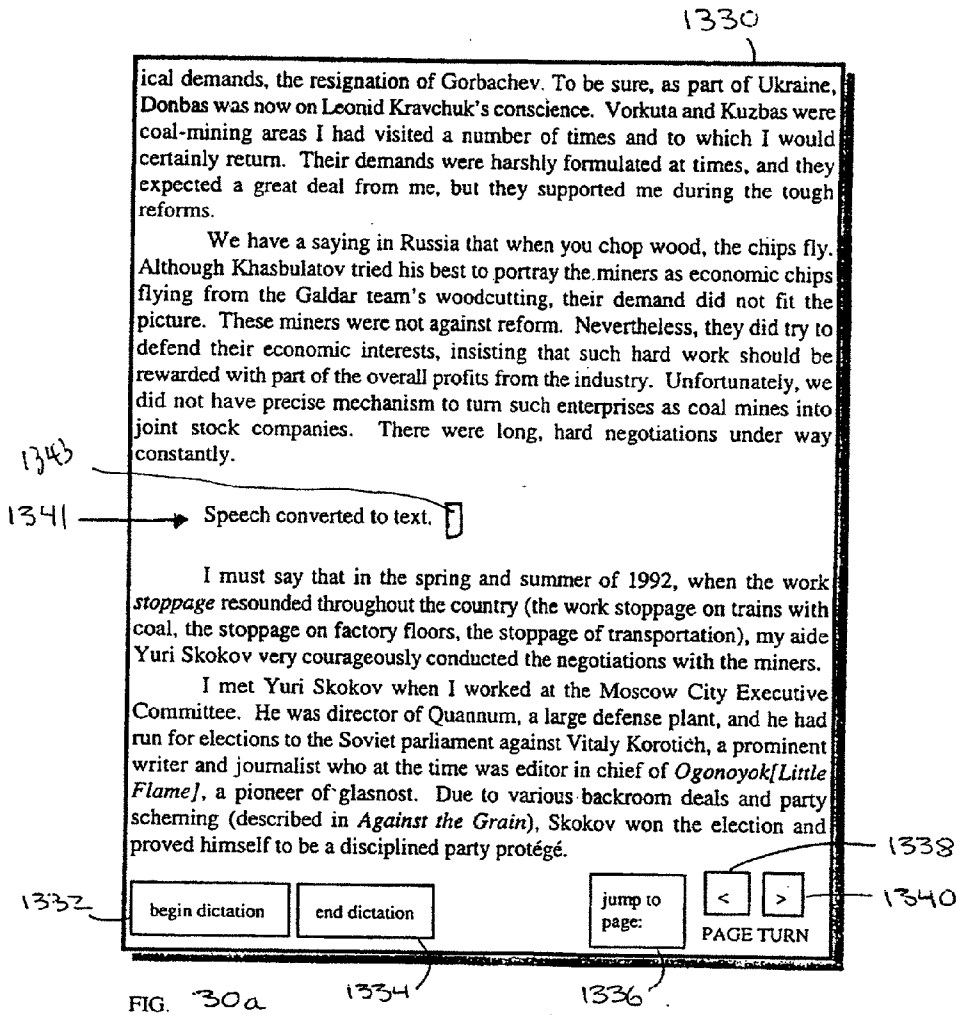 1330
ical demands, the resignation of Gorbachev. To be sure, as part of Ukraine,
Donbas was now on Leonid Kravchuk's conscience. Vorkuta and Kuzbas were
coal-mining areas I had visited a number of times and to which I would
certainly return. Their demands were harshly formulated at times, and they
expected a great deal from me, but they supported me during the tough
reforms.
We have a saying in Russia that when you chop wood, the chips fly.
Although Khasbulatov tried his best to portray the miners as economic chips
flying from the Galdar team's woodcutting, their demand did not fit the
picture. These miners were not against reform. Nevertheless, they did try to
defend their economic interests, insisting that such hard work should be
rewarded with part of the overall profits from the industry. Unfortunately, we
did not have precise mechanism to turn such enterprises as coal mines into
joint stock companies. There were long, hard negotiations under way
constantly.
1343
1341
Speech converted to text.
I must say that in the spring and summer of 1992, when the work
stoppage resounded throughout the country (the work stoppage on trains with
coal, the stoppage on factory floors, the stoppage of transportation), my aide
Yuri Skokov very courageously conducted the negotiations with the miners.
I met Yuri Skokov when I worked at the Moscow City Executive
Committee. He was director of Quannum, a large defense plant, and he had
run for elections to the Soviet parliament against Vitaly Korotich, a prominent
writer and journalist who at the time was editor in chief of Ogonoyok[Little
Flame], a pioneer of glasnost. Due to various backroom deals and party
scheming (described in Against the Grain), Skokov won the election and
proved himself to be a disciplined party protégé.
1338
1332
begin dictation
end dictation
jump to
page:
<
>
1340
PAGE TURN
1334
1336
FIG. 30a